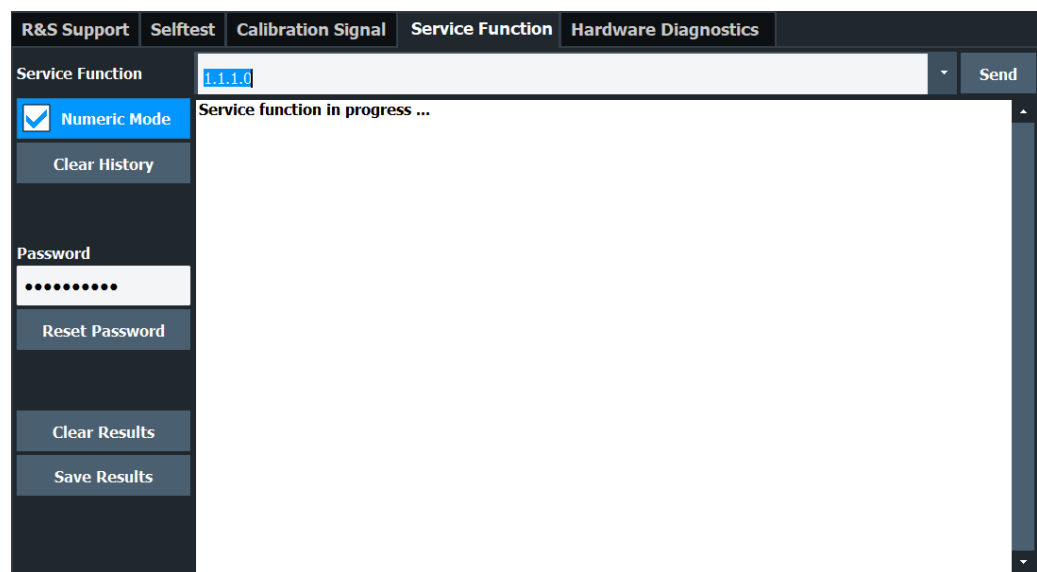 R&S Support Selftest Calibration Signal Service Function Hardware Diagnostics
Service Function 1.1.1.0 Send
Numeric Mode Service function in progress ...
Clear History
Password
••••••••••
Reset Password
Clear Results
Save Results